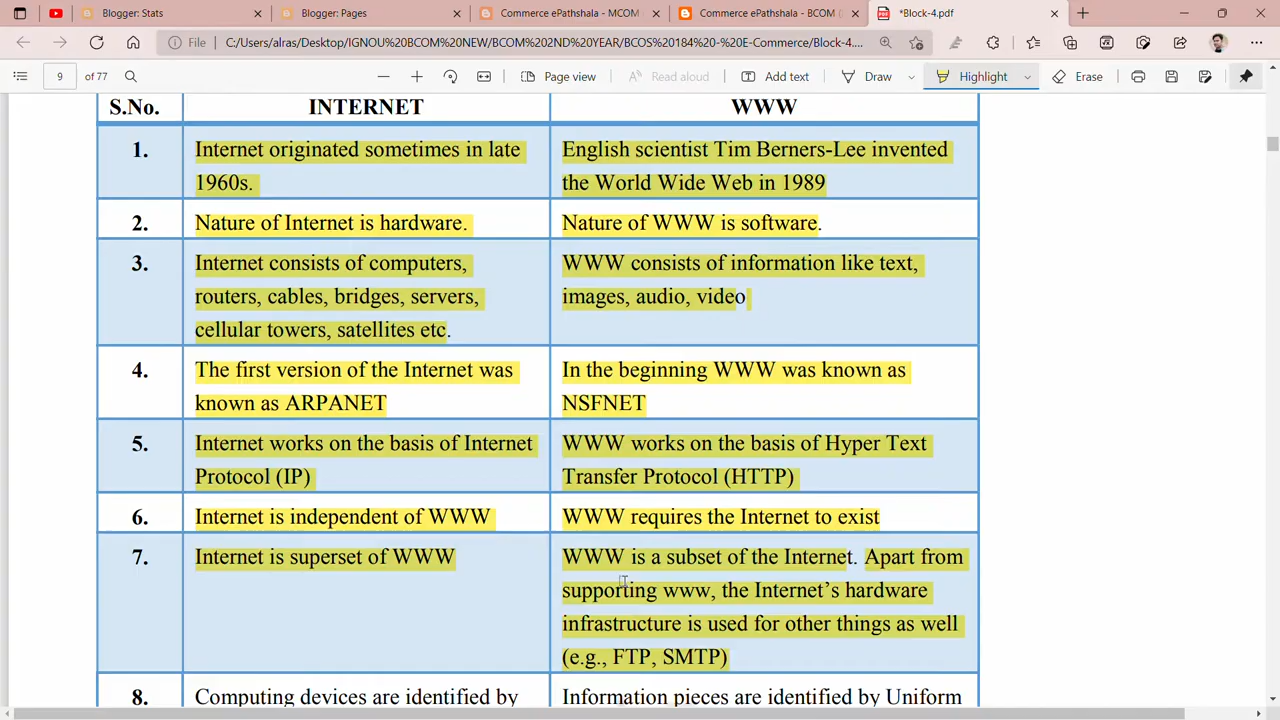 Blogger: Stats
Blogger: Pages
Commerce ePathshala - MCOM
Commerce ePathshala - BCOM (
*Block-4.pdf
File
C:/Users/alras/Desktop/IGNOU%20BCOM%20NEW/BCOM%202ND%20YEAR/BCOS%20184%20-%20E-Commerce/Block-4....
9 of 77
Page view
Read aloud
Add text
Draw
Highlight
Erase
S.No. INTERNET WWW
1. Internet originated sometimes in late English scientist Tim Berners-Lee invented
1960s. the World Wide Web in 1989
2. Nature of Internet is hardware. Nature of WWW is software.
3. Internet consists of computers, WWW consists of information like text,
routers, cables, bridges, servers, images, audio, video
cellular towers, satellites etc.
4. The first version of the Internet was In the beginning WWW was known as
known as ARPANET NSFNET
5. Internet works on the basis of Internet WWW works on the basis of Hyper Text
Protocol (IP) Transfer Protocol (HTTP)
6. Internet is independent of WWW WWW requires the Internet to exist
7. Internet is superset of WWW WWW is a subset of the Internet. Apart from
supporting www, the Internet's hardware
infrastructure is used for other things as well
(e.g., FTP, SMTP)
8. Computing devices are identified by Information pieces are identified by Uniform